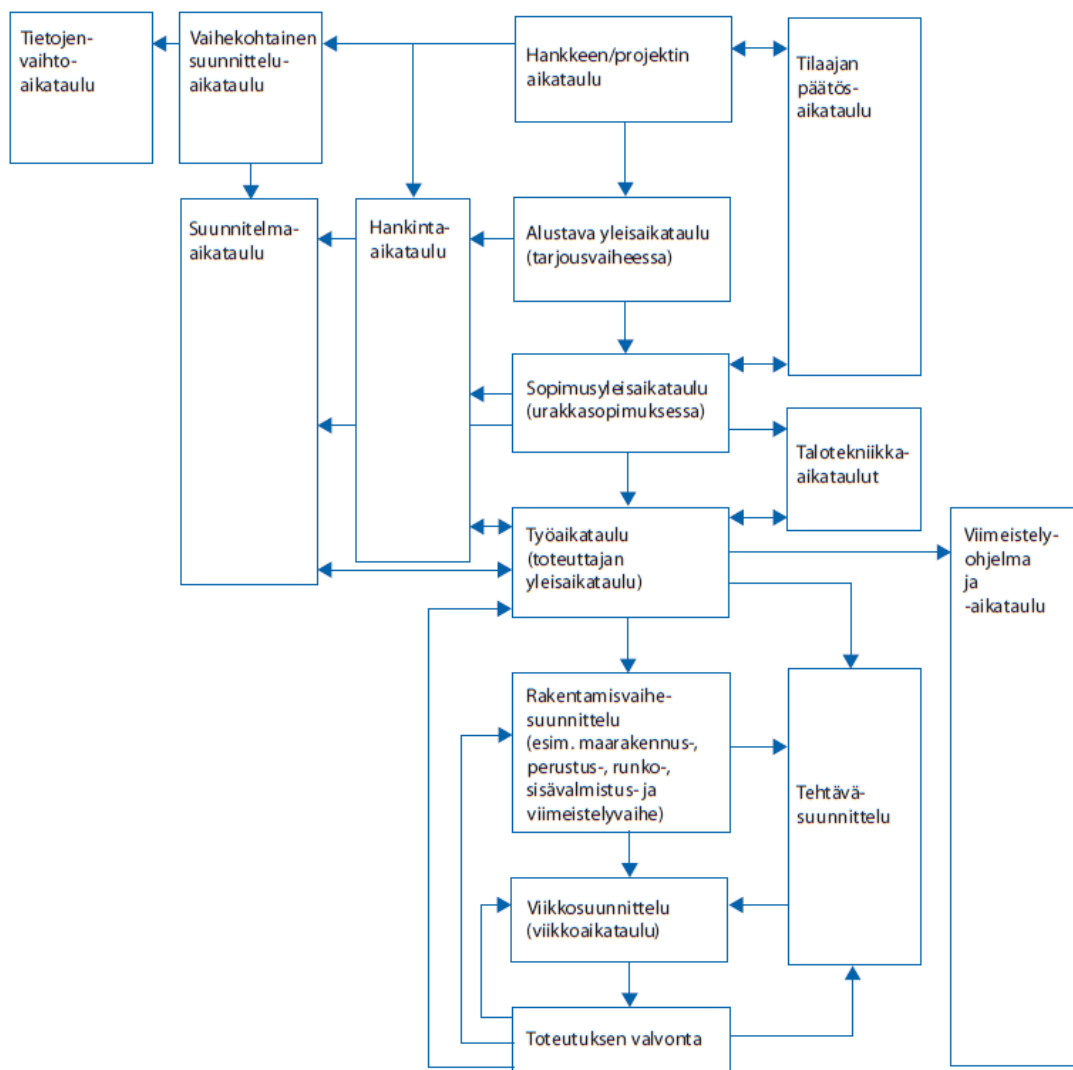 Tietojen-
vaihto-
aikataulu
Vaihekohtainen
suunnittelu-
aikataulu
Hankkeen/projektin
aikataulu
Tilaajan
päätös-
aikataulu
Suunnitelma-
aikataulu
Hankinta-
aikataulu
Alustava yleisaikataulu
(tarjousvaiheessa)
Sopimusyleisaikataulu
(urakkasopimuksessa)
Talotekniikka-
aikataulut
Työaikataulu
(toteuttajan
yleisaikataulu)
Viimeistely-
ohjelma
ja
-aikataulu
Rakentamisvaihe-
suunnittelu
(esim. maarakennus-,
perustus-, runko-,
sisävalmistus- ja
viimeistelyvaihe)
Tehtävä-
suunnittelu
Viikkosuunnittelu
(viikkoaikataulu)
Toteutuksen valvonta